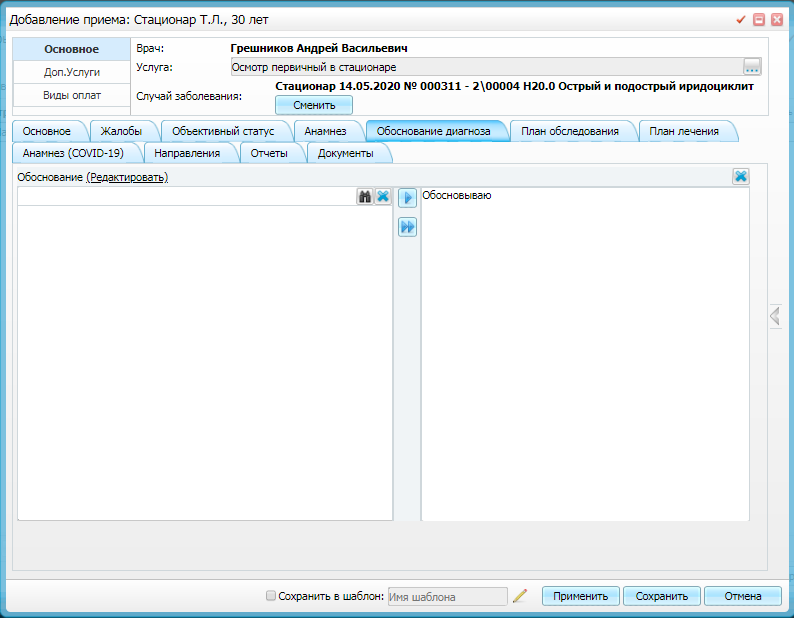 Добавление приема: Стационар Т.Л., 30 лет
Основное
Доп.Услуги
Виды оплат
Врач: Грешников Андрей Васильевич
Услуга: Осмотр первичный в стационаре ...
Случай заболевания: Стационар 14.05.2020 № 000311 - 2\00004 H20.0 Острый и подострый иридоциклит
Сменить
Основное Жалобы Объективный статус Анамнез Обоснование диагноза План обследования План лечения
Анамнез (COVID-19) Направления Отчеты Документы
Обоснование (Редактировать)
Обосновываю
Сохранить в шаблон: Имя шаблона Применить Сохранить Отмена